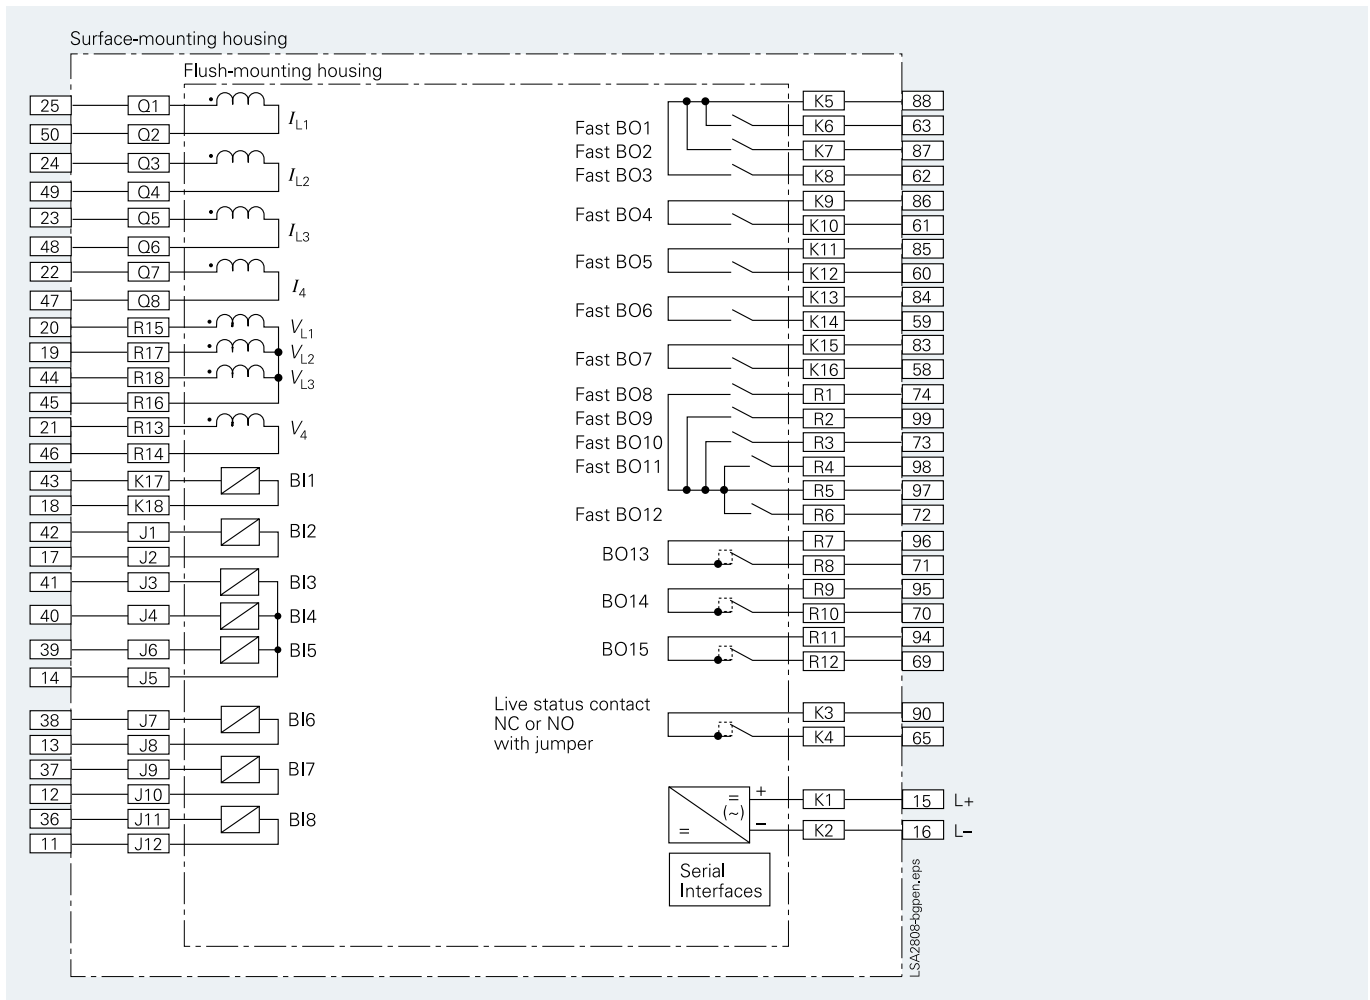 Surface-mounting housing
Flush-mounting housing
25 Q1
50 Q2
I L1
24 Q3
49 Q4
I L2
23 Q5
48 Q6
I L3
22 Q7
47 Q8
I 4
20 R15 V L1
19 R17 V L2
44 R18 V L3
45 R16
21 R13 V 4
46 R14
43 K17 BI1
18 K18
42 J1 BI2
17 J2
41 J3 BI3
40 J4 BI4
39 J6 BI5
14 J5
38 J7 BI6
13 J8
37 J9 BI7
12 J10
36 J11 BI8
11 J12
K5 88
Fast BO1 K6 63
Fast BO2 K7 87
Fast BO3 K8 62
K9 86
Fast BO4 K10 61
K11 85
Fast BO5 K12 60
K13 84
Fast BO6 K14 59
K15 83
Fast BO7 K16 58
Fast BO8 R1 74
Fast BO9 R2 99
Fast BO10 R3 73
Fast BO11 R4 98
R5 97
Fast BO12 R6 72
R7 96
BO13 R8 71
R9 95
BO14 R10 70
R11 94
BO15 R12 69
Live status contact
NC or NO
with jumper
K3 90
K4 65
= (~) =
+ K1 15 L+
– K2 16 L–
Serial
Interfaces
LSA2808-bgpen.eps